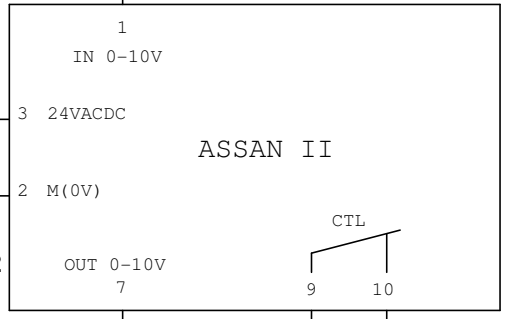 1
IN 0-10V
3 24VACDC
ASSAN II
2 M(0V)
CTL
OUT 0-10V
7
9 10